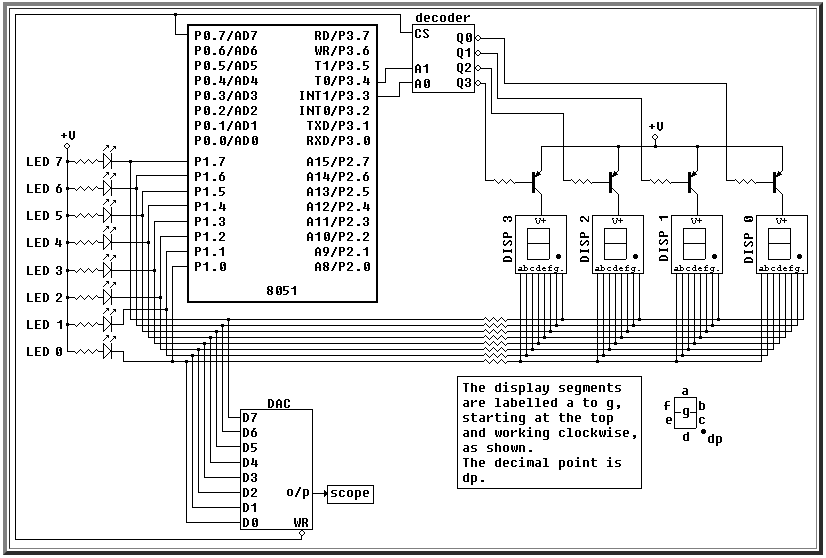 decoder
CS
Q0
Q1
A1
Q2
A0
Q3
P0.7/AD7 RD/P3.7
P0.6/AD6 WR/P3.6
P0.5/AD5 T1/P3.5
P0.4/AD4 T0/P3.4
P0.3/AD3 INT1/P3.3
P0.2/AD2 INT0/P3.2
P0.1/AD1 TXD/P3.1
P0.0/AD0 RXD/P3.0
P1.7 A15/P2.7
P1.6 A14/P2.6
P1.5 A13/P2.5
P1.4 A12/P2.4
P1.3 A11/P2.3
P1.2 A10/P2.2
P1.1 A9/P2.1
P1.0 A8/P2.0
8051
+V
LED 7
LED 6
LED 5
LED 4
LED 3
LED 2
LED 1
LED 0
+V
DISP 3
V+
abcdefg.
DISP 2
V+
abcdefg.
DISP 1
V+
abcdefg.
DISP 0
V+
abcdefg.
DAC
D7
D6
D5
D4
D3
D2 o/p
D1
D0 WR
scope
The display segments
are labelled a to g,
starting at the top
and working clockwise,
as shown.
The decimal point is
dp.
a
f b
g
e c
d
dp